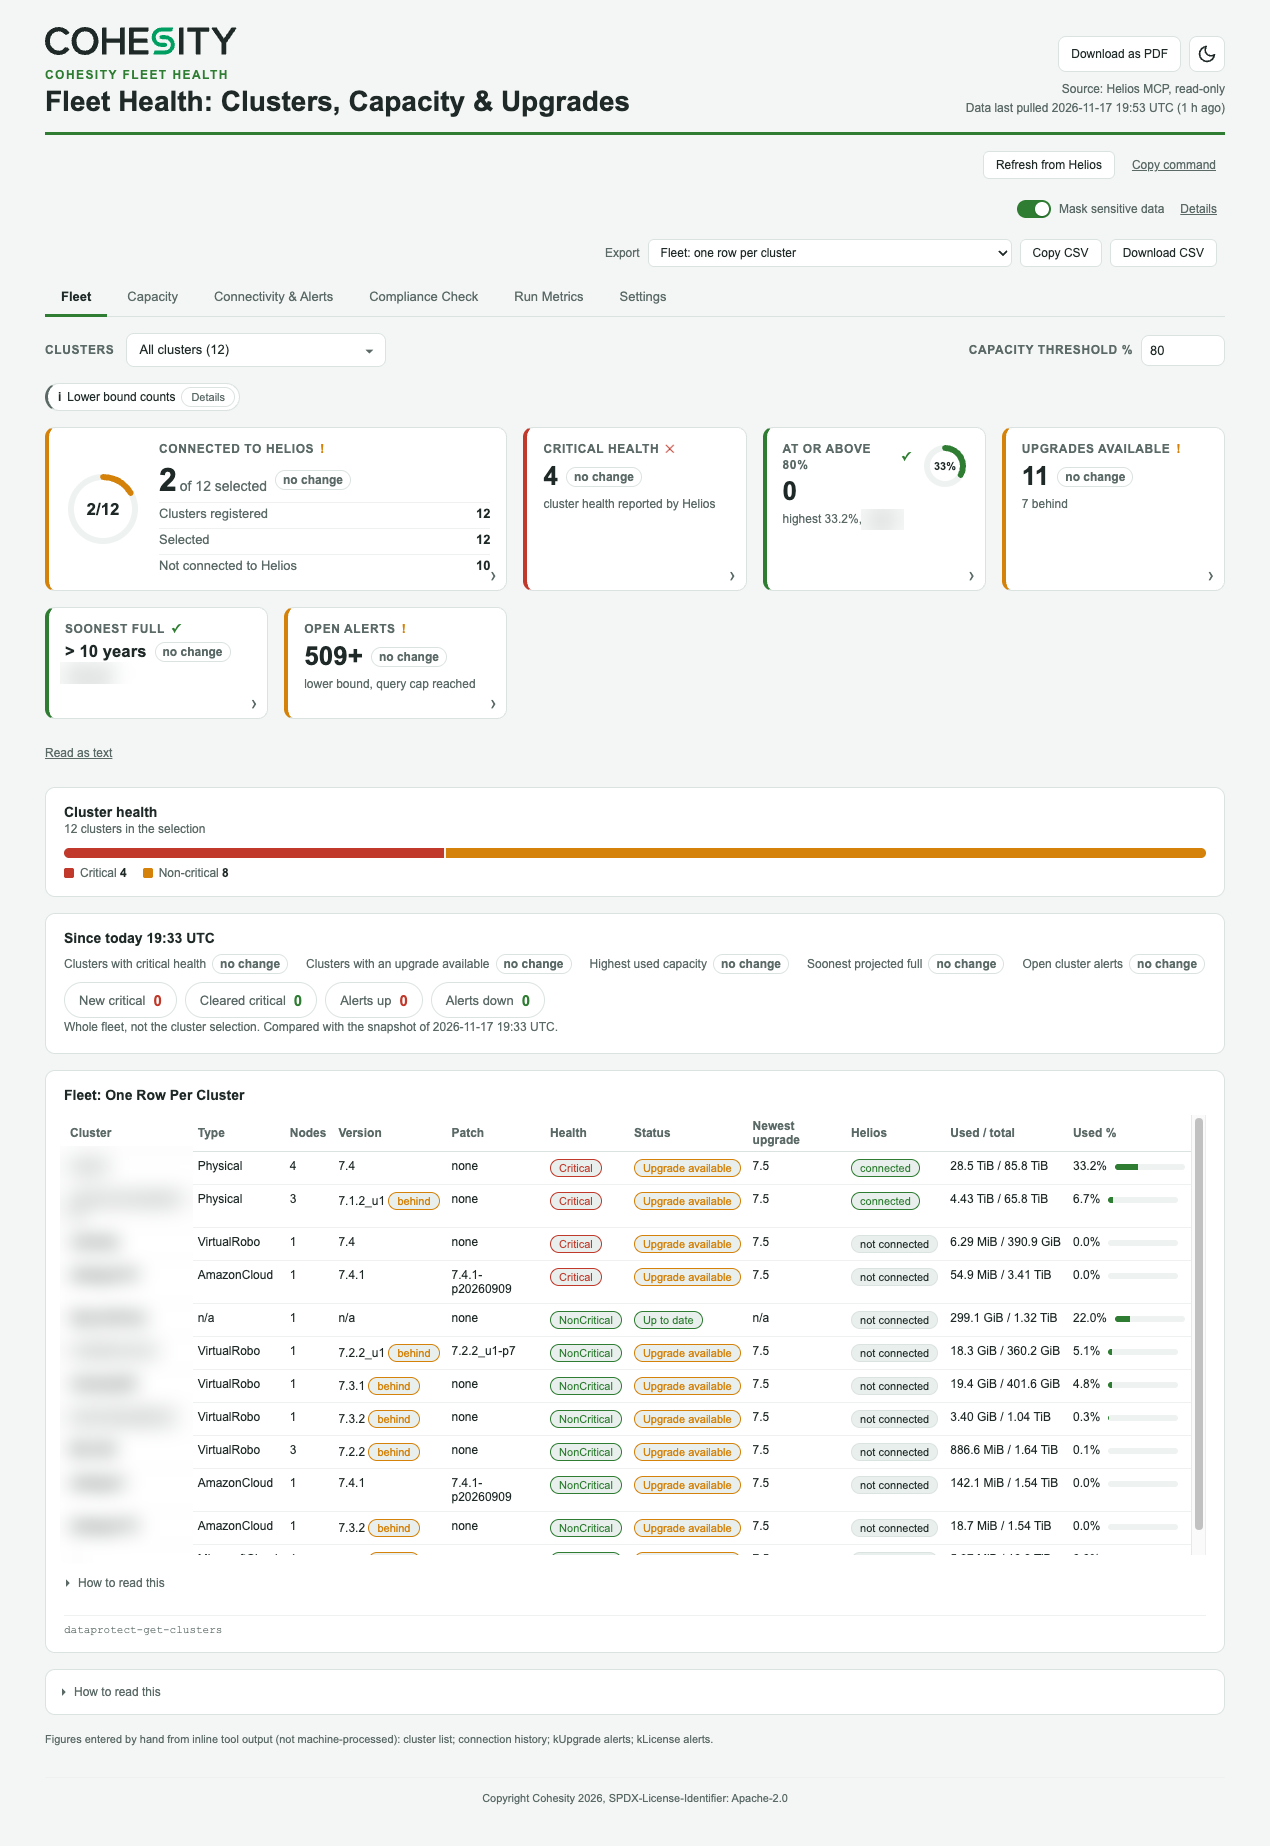 COHESITY
COHESITY FLEET HEALTH
Fleet Health: Clusters, Capacity & Upgrades
Download as PDF
Source: Helios MCP, read-only
Data last pulled 2026-11-17 19:53 UTC (1 h ago)
Refresh from Helios Copy command
Mask sensitive data Details
Export Fleet: one row per cluster Copy CSV Download CSV
Fleet Capacity Connectivity & Alerts Compliance Check Run Metrics Settings
CLUSTERS All clusters (12) CAPACITY THRESHOLD % 80
i Lower bound counts Details
2/12
CONNECTED TO HELIOS !
2 of 12 selected no change
Clusters registered 12
Selected 12
Not connected to Helios 10
CRITICAL HEALTH ✕
4 no change
cluster health reported by Helios
AT OR ABOVE
80% ✓
33%
0
highest 33.2%,
UPGRADES AVAILABLE !
11 no change
7 behind
SOONEST FULL ✓
> 10 years no change
OPEN ALERTS !
509+ no change
lower bound, query cap reached
Read as text
Cluster health
12 clusters in the selection
Critical 4 Non-critical 8
Since today 19:33 UTC
Clusters with critical health no change Clusters with an upgrade available no change Highest used capacity no change Soonest projected full no change Open cluster alerts no change
New critical 0 Cleared critical 0 Alerts up 0 Alerts down 0
Whole fleet, not the cluster selection. Compared with the snapshot of 2026-11-17 19:33 UTC.
Fleet: One Row Per Cluster
Cluster Type Nodes Version Patch Health Status Newest upgrade Helios Used / total Used %
Physical 4 7.4 none Critical Upgrade available 7.5 connected 28.5 TiB / 85.8 TiB 33.2%
Physical 3 7.1.2_u1 behind none Critical Upgrade available 7.5 connected 4.43 TiB / 65.8 TiB 6.7%
VirtualRobo 1 7.4 none Critical Upgrade available 7.5 not connected 6.29 MiB / 390.9 GiB 0.0%
AmazonCloud 1 7.4.1 7.4.1-p20260909 Critical Upgrade available 7.5 not connected 54.9 MiB / 3.41 TiB 0.0%
n/a 1 n/a none NonCritical Up to date n/a not connected 299.1 GiB / 1.32 TiB 22.0%
VirtualRobo 1 7.2.2_u1 behind 7.2.2_u1-p7 NonCritical Upgrade available 7.5 not connected 18.3 GiB / 360.2 GiB 5.1%
VirtualRobo 1 7.3.1 behind none NonCritical Upgrade available 7.5 not connected 19.4 GiB / 401.6 GiB 4.8%
VirtualRobo 1 7.3.2 behind none NonCritical Upgrade available 7.5 not connected 3.40 GiB / 1.04 TiB 0.3%
VirtualRobo 3 7.2.2 behind none NonCritical Upgrade available 7.5 not connected 886.6 MiB / 1.64 TiB 0.1%
AmazonCloud 1 7.4.1 7.4.1-p20260909 NonCritical Upgrade available 7.5 not connected 142.1 MiB / 1.54 TiB 0.0%
AmazonCloud 1 7.3.2 behind none NonCritical Upgrade available 7.5 not connected 18.7 MiB / 1.54 TiB 0.0%
How to read this
dataprotect-get-clusters
How to read this
Figures entered by hand from inline tool output (not machine-processed): cluster list; connection history; kUpgrade alerts; kLicense alerts.
Copyright Cohesity 2026, SPDX-License-Identifier: Apache-2.0